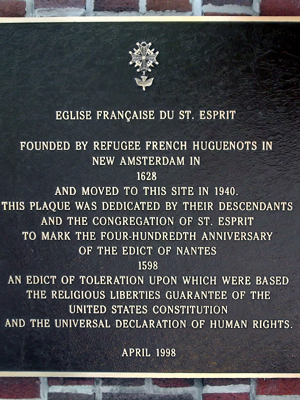 EGLISE FRANÇAISE DU ST. ESPRIT
FOUNDED BY REFUGEE FRENCH HUGUENOTS IN
NEW AMSTERDAM IN
1628
AND MOVED TO THIS SITE IN 1940.
THIS PLAQUE WAS DEDICATED BY THEIR DESCENDANTS
AND THE CONGREGATION OF ST. ESPRIT
TO MARK THE FOUR-HUNDREDTH ANNIVERSARY
OF THE EDICT OF NANTES
1598
AN EDICT OF TOLERATION UPON WHICH WERE BASED
THE RELIGIOUS LIBERTIES GUARANTEE OF THE
UNITED STATES CONSTITUTION
AND THE UNIVERSAL DECLARATION OF HUMAN RIGHTS.
APRIL 1998